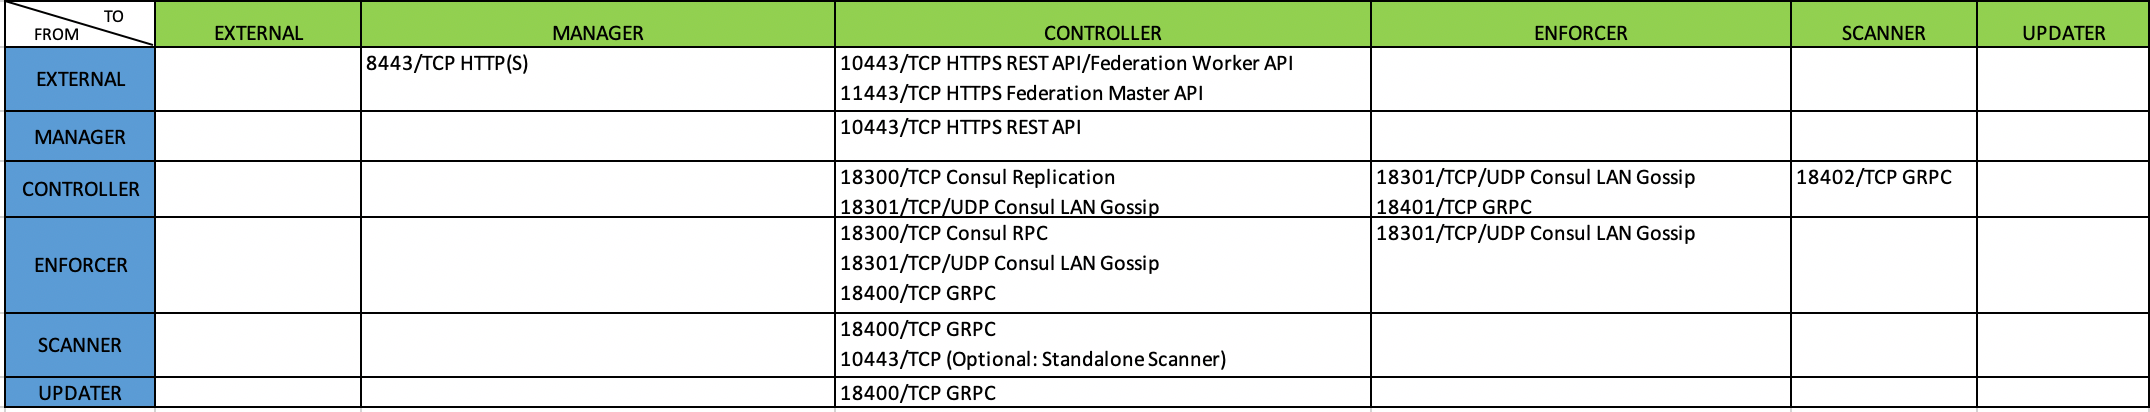 TO
FROM
EXTERNAL
MANAGER
CONTROLLER
ENFORCER
SCANNER
UPDATER
EXTERNAL
8443/TCP HTTP(S)
10443/TCP HTTPS REST API/Federation Worker API
11443/TCP HTTPS Federation Master API
MANAGER
10443/TCP HTTPS REST API
CONTROLLER
18300/TCP Consul Replication
18301/TCP/UDP Consul LAN Gossip
18301/TCP/UDP Consul LAN Gossip
18401/TCP GRPC
18402/TCP GRPC
ENFORCER
18300/TCP Consul RPC
18301/TCP/UDP Consul LAN Gossip
18400/TCP GRPC
18301/TCP/UDP Consul LAN Gossip
SCANNER
18400/TCP GRPC
10443/TCP (Optional: Standalone Scanner)
UPDATER
18400/TCP GRPC